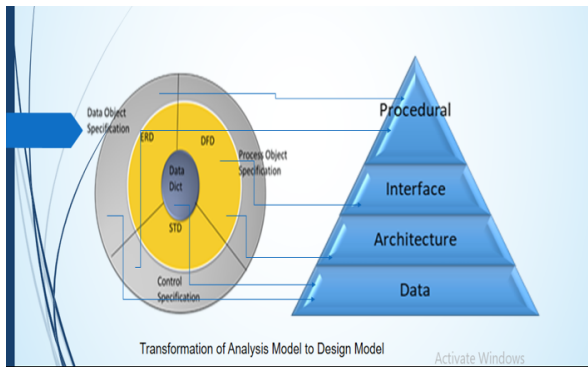 Data Object
Specification
ERD
DFD
Process Object
Specification
Data
Dict
STD
Control
Specification
Procedural
Interface
Architecture
Data
Transformation of Analysis Model to Design Model
Activate Windows